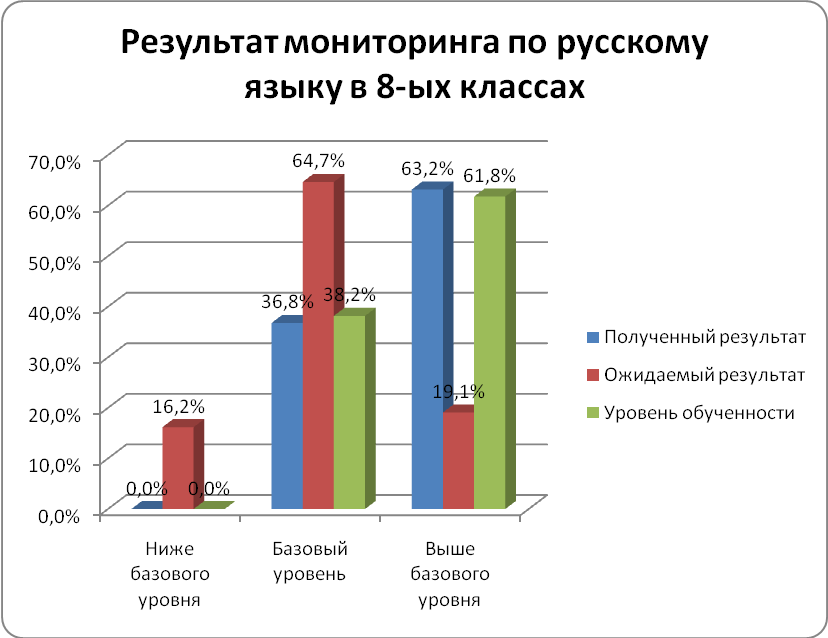 Результат мониторинга по русскому
языку в 8-ых классах
70,0%
60,0%
50,0%
40,0%
30,0%
20,0%
10,0%
0,0%
0,0%
16,2%
0,0%
36,8%
64,7%
38,2%
63,2%
19,1%
61,8%
Ниже
базового
уровня
Базовый
уровень
Выше
базового
уровня
Полученный результат
Ожидаемый результат
Уровень обученности